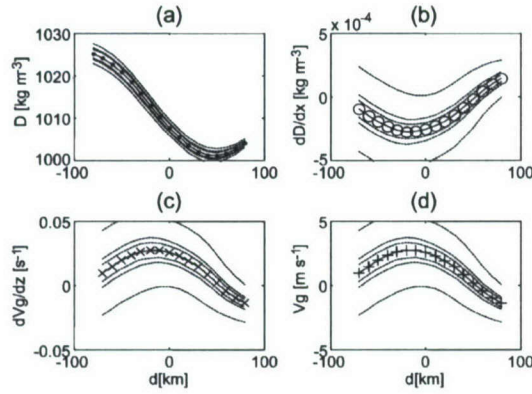 (a)
(b)
5 x 10^-4
1030
1020
1010
1000
D [kg m^-3]
-100 0 100
dD/dx [kg m^-3]
0
-5
-100 0 100
(c)
(d)
0.05
0
-0.05
dVg/dz [s^-1]
-100 0 100
d[km]
5
0
-5
Vg [m s^-1]
-100 0 100
d[km]